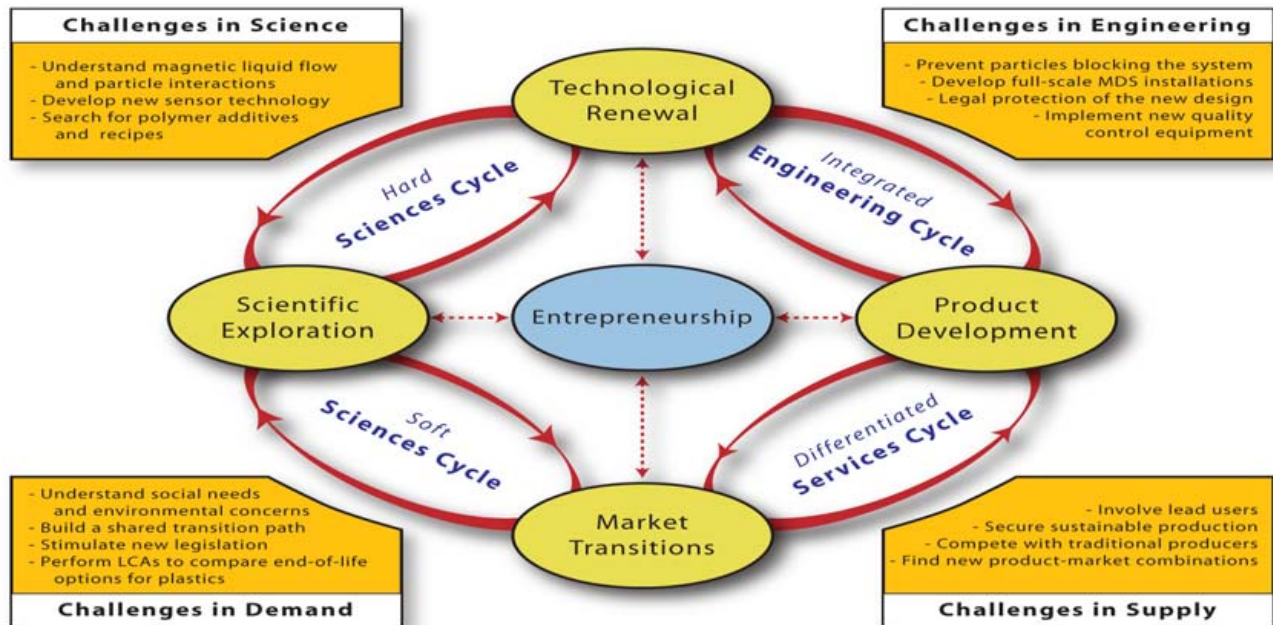 Challenges in Science
- Understand magnetic liquid flow
and particle interactions
- Develop new sensor technology
- Search for polymer additives
and recipes
Challenges in Engineering
- Prevent particles blocking the system
- Develop full-scale MDS installations
- Legal protection of the new design
- Implement new quality
control equipment
Technological
Renewal
Hard
Sciences Cycle
Integrated
Engineering Cycle
Scientific
Exploration
Entrepreneurship
Product
Development
Soft
Sciences Cycle
Differentiated
Services Cycle
Market
Transitions
- Understand social needs
and environmental concerns
- Build a shared transition path
- Stimulate new legislation
- Perform LCAs to compare end-of-life
options for plastics
Challenges in Demand
- Involve lead users
- Secure sustainable production
- Compete with traditional producers
- Find new product-market combinations
Challenges in Supply